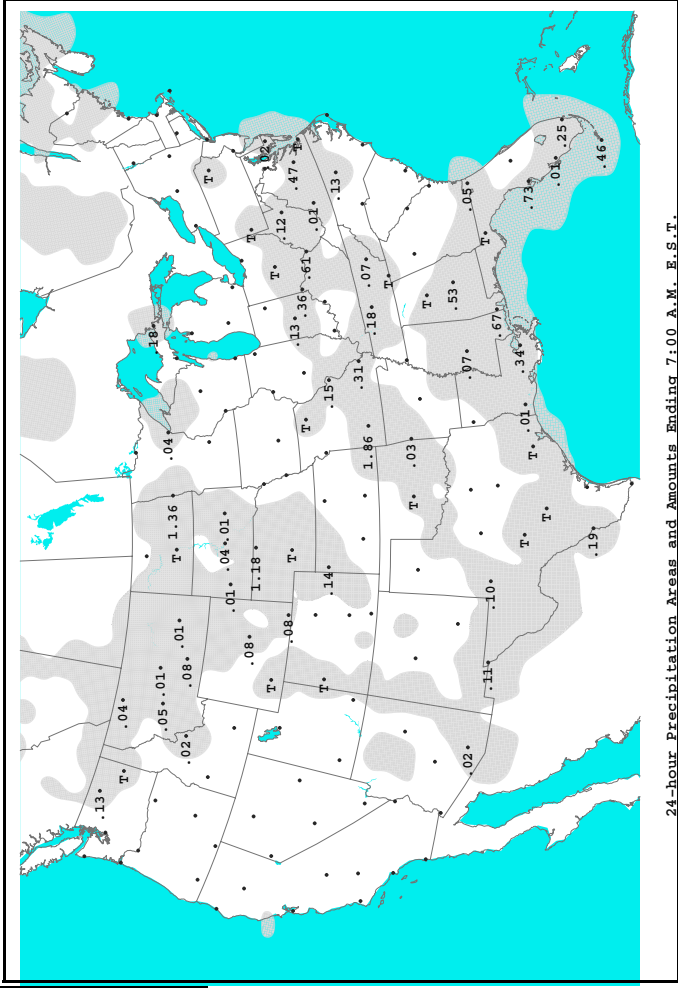 .13
.04
T
.18
.01
.05
.04
1.36
T
.01
.02
.08
T
.01
.04
.01
.08
T
1.18
.02
T
T
.12
.08
T
.47
.13
T
.36
.61
T
.01
T
.15
.14
.13
.31
.07
1.86
.18
T
.03
T
T
.53
.05
.07
.02
T
.11
.10
.67
.34
T
.01
.73
T
T
.01
.25
.19
.46
24-hour Precipitation Areas and Amounts Ending 7:00 A.M. E.S.T.